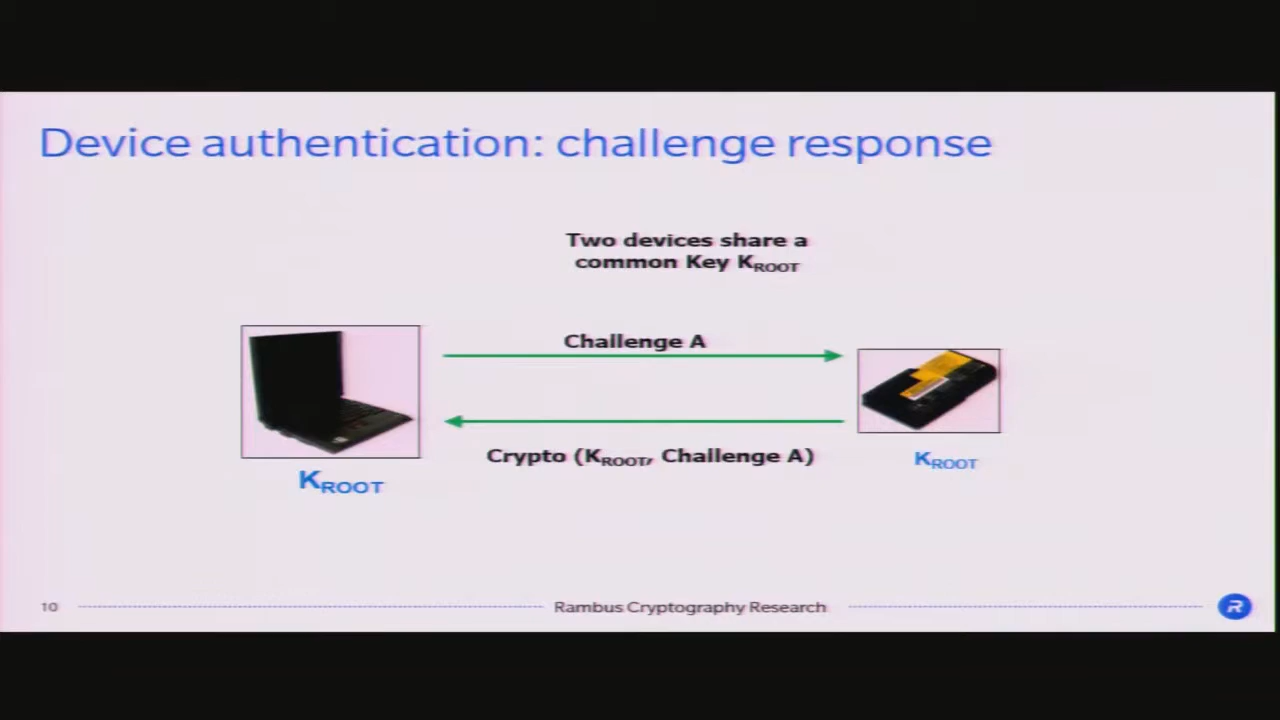 Device authentication: challenge response
Two devices share a
common Key KROOT
Challenge A
Crypto (KROOT, Challenge A)
KROOT
KROOT
10
Rambus Cryptography Research
R